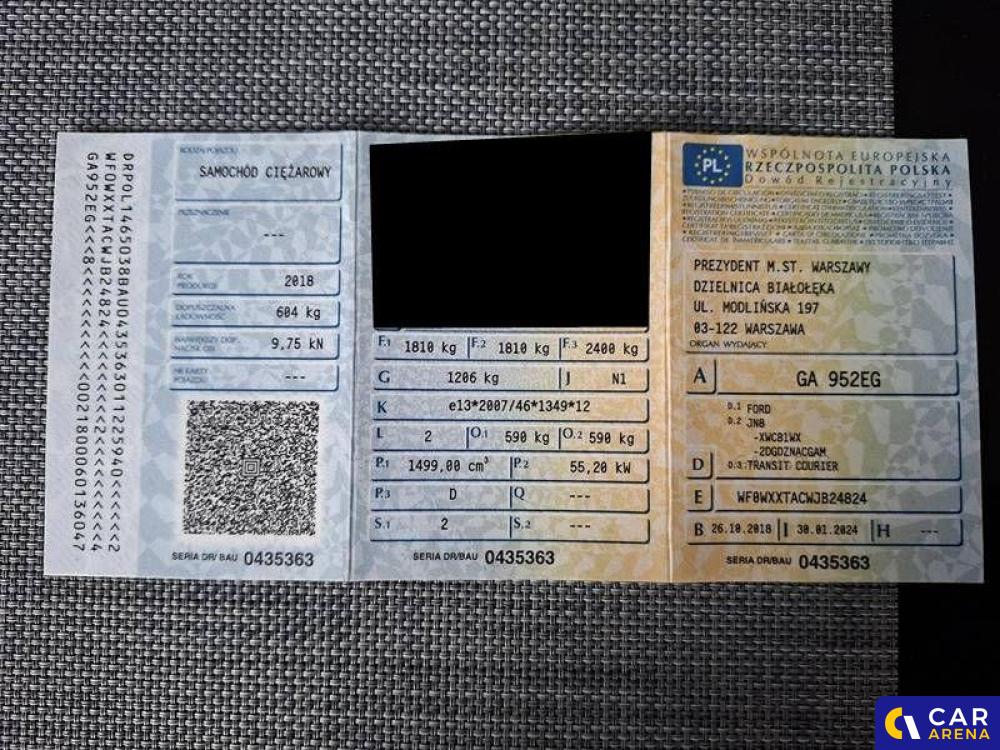 DRPOL1465038BAU0435363011225940<<<<<2
WF0WXXTACWJB24824<<<<<<<<2<<<<<<<<<4
GA952EG<<<8<<<<<<<<<<0021800060136047
RODZAJ POJAZDU
SAMOCHÓD CIĘŻAROWY
PRZEZNACZENIE
---
ROK PRODUKCJI 2018
DOPUSZCZALNA ŁADOWNOŚĆ 604 kg
NAJWIĘKSZY DOP. NACISK OSI 9,75 kN
NR KARTY POJAZDU ---
SERIA DR/BAU 0435363
F.1 1810 kg F.2 1810 kg F.3 2400 kg
G 1206 kg J N1
K e13*2007/46*1349*12
L 2 O.1 590 kg O.2 590 kg
P.1 1499,00 cm³ P.2 55,20 kW
P.3 D Q ---
S.1 2 S.2 ---
SERIA DR/BAU 0435363
PL
WSPÓLNOTA EUROPEJSKA
RZECZPOSPOLITA POLSKA
Dowód Rejestracyjny
PREZYDENT M.ST. WARSZAWY
DZIELNICA BIAŁOŁĘKA
UL. MODLIŃSKA 197
03-122 WARSZAWA
ORGAN WYDAJĄCY
A GA 952EG
D.1 FORD
D.2 JNB
-XWC81WX
-2DGDZNACGAM
D D.3 TRANSIT COURIER
E WF0WXXTACWJB24824
B 26.10.2018 I 30.01.2024 H ---
SERIA DR/BAU 0435363
CAR
ARENA